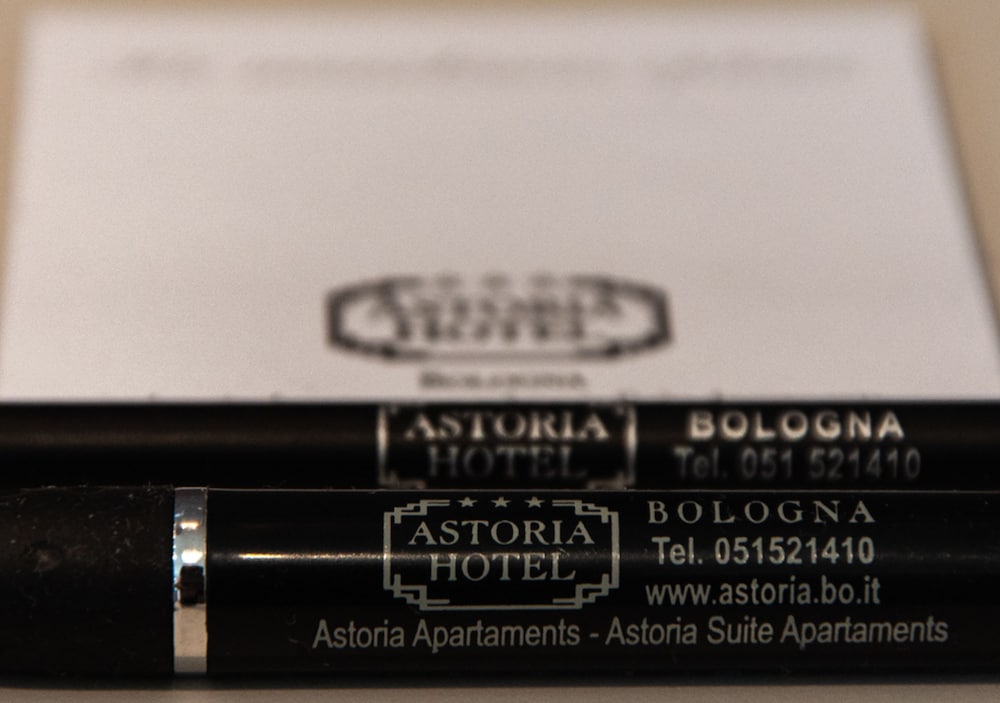 ASTORIA
HOTEL
BOLOGNA
ASTORIA
HOTEL
BOLOGNA
Tel. 051 521410
ASTORIA
HOTEL
BOLOGNA
Tel. 051521410
www.astoria.bo.it
Astoria Apartaments - Astoria Suite Apartaments